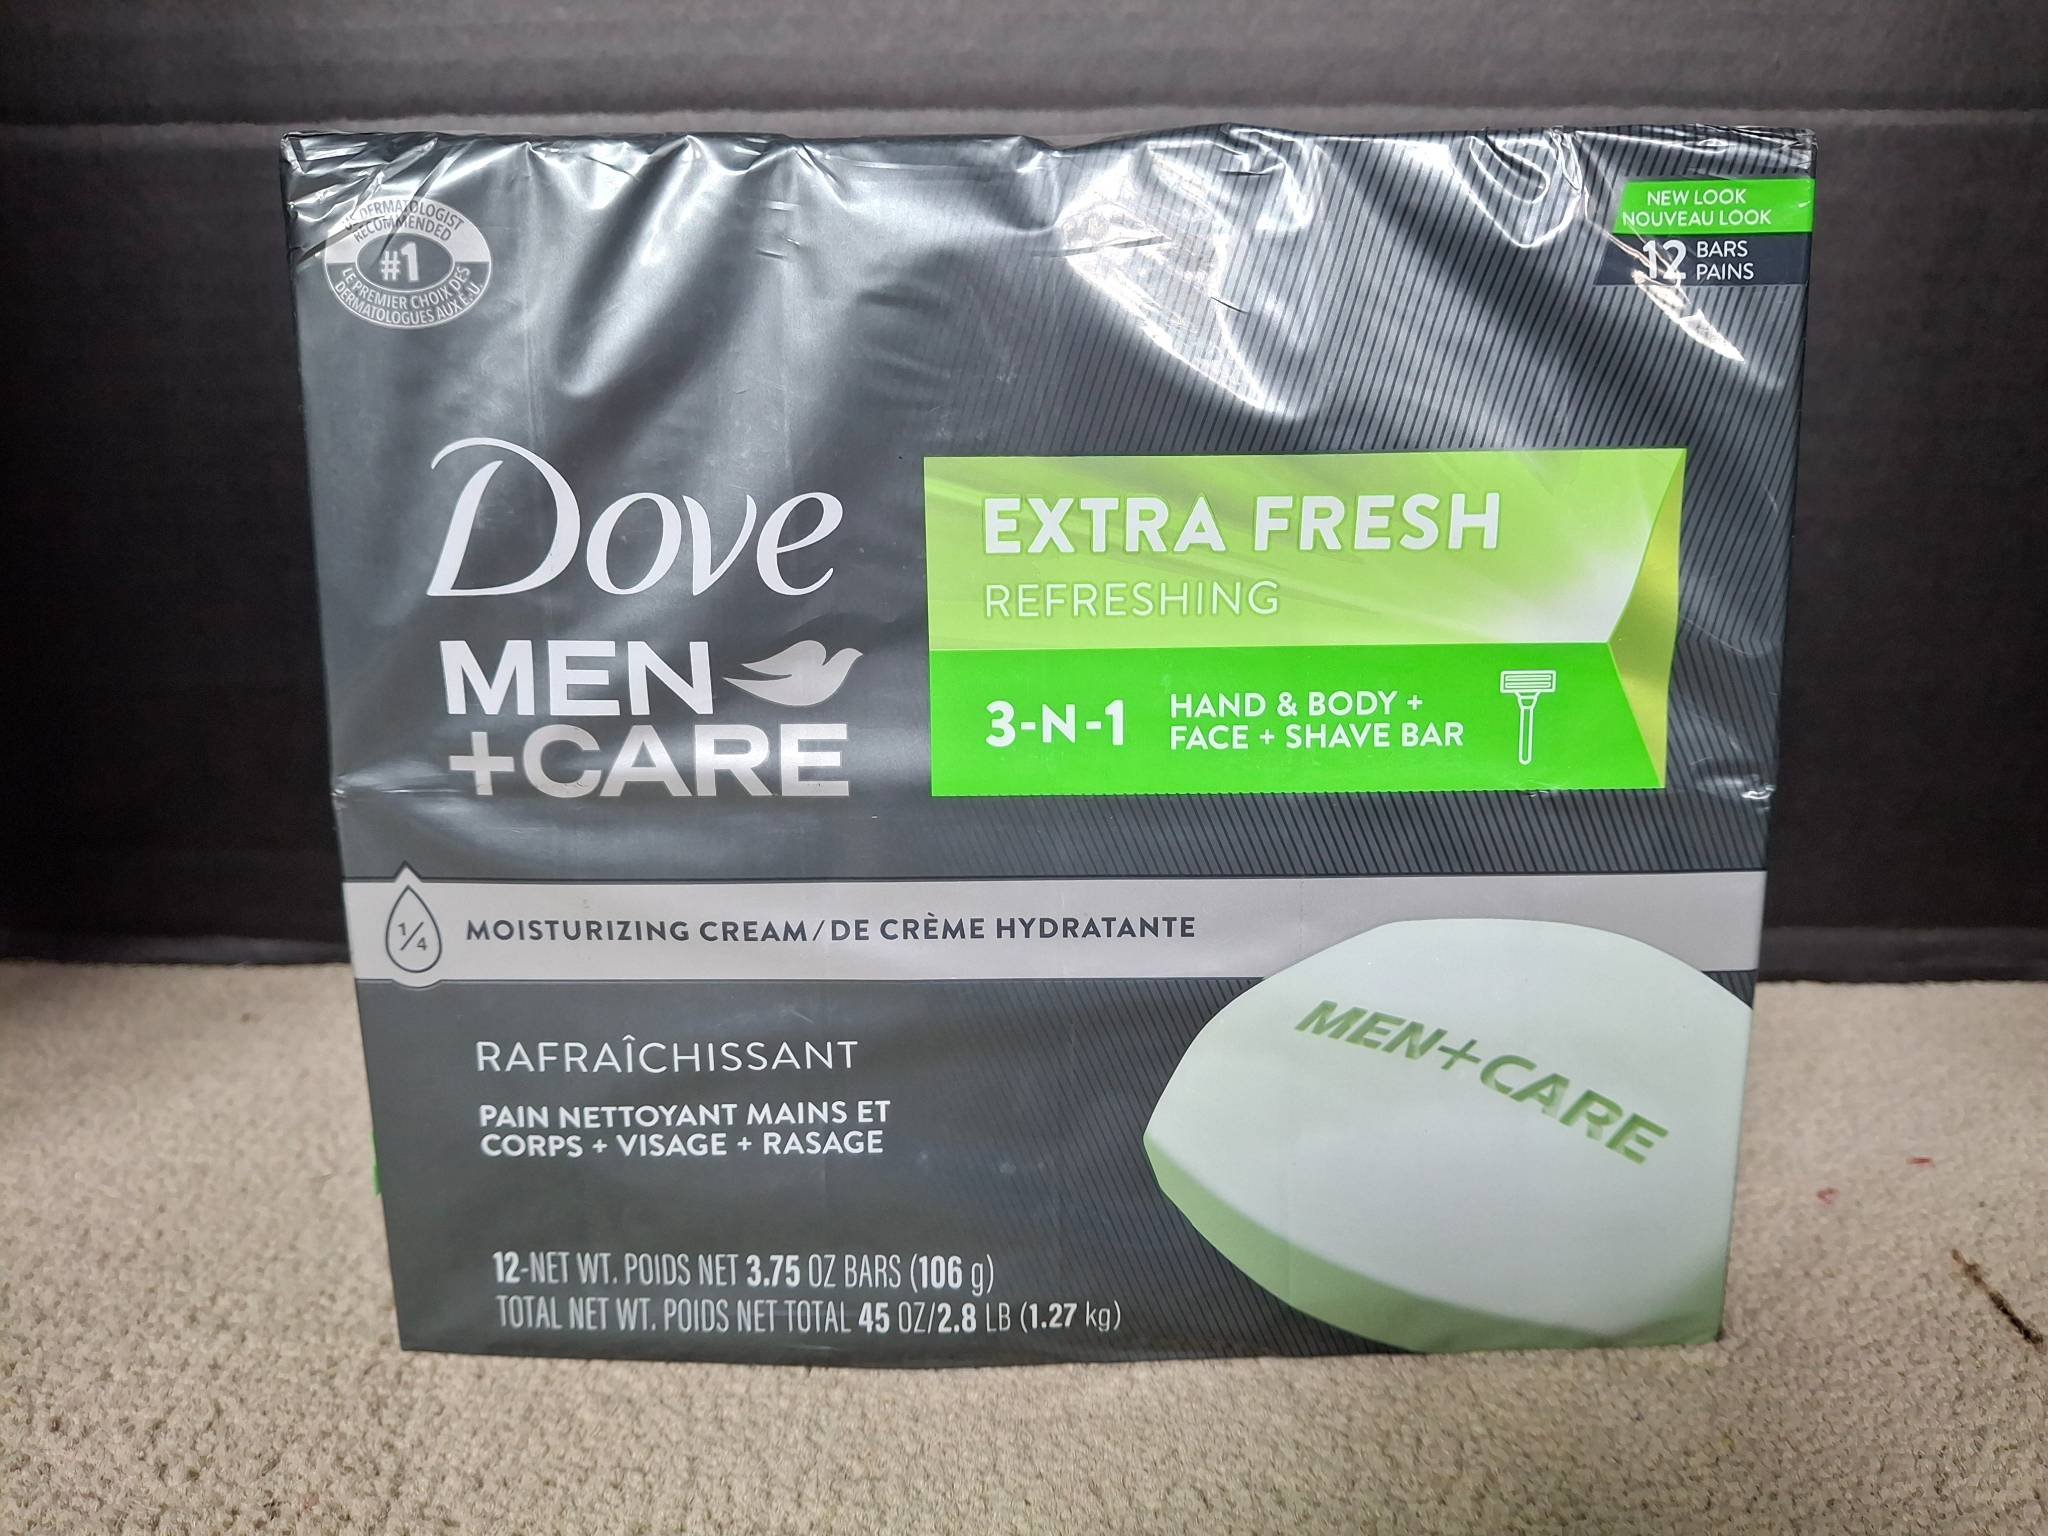 U.S. DERMATOLOGIST
RECOMMENDED
#1
LE PREMIER CHOIX DES
DERMATOLOGUES AUX É.-U.
NEW LOOK
NOUVEAU LOOK
12 BARS
PAINS
Dove
MEN
+CARE
EXTRA FRESH
REFRESHING
3-N-1 HAND & BODY +
FACE + SHAVE BAR
1/4 MOISTURIZING CREAM/DE CRÈME HYDRATANTE
MEN+CARE
RAFRAÎCHISSANT
PAIN NETTOYANT MAINS ET
CORPS + VISAGE + RASAGE
12-NET WT. POIDS NET 3.75 OZ BARS (106 g)
TOTAL NET WT. POIDS NET TOTAL 45 OZ/2.8 LB (1.27 kg)